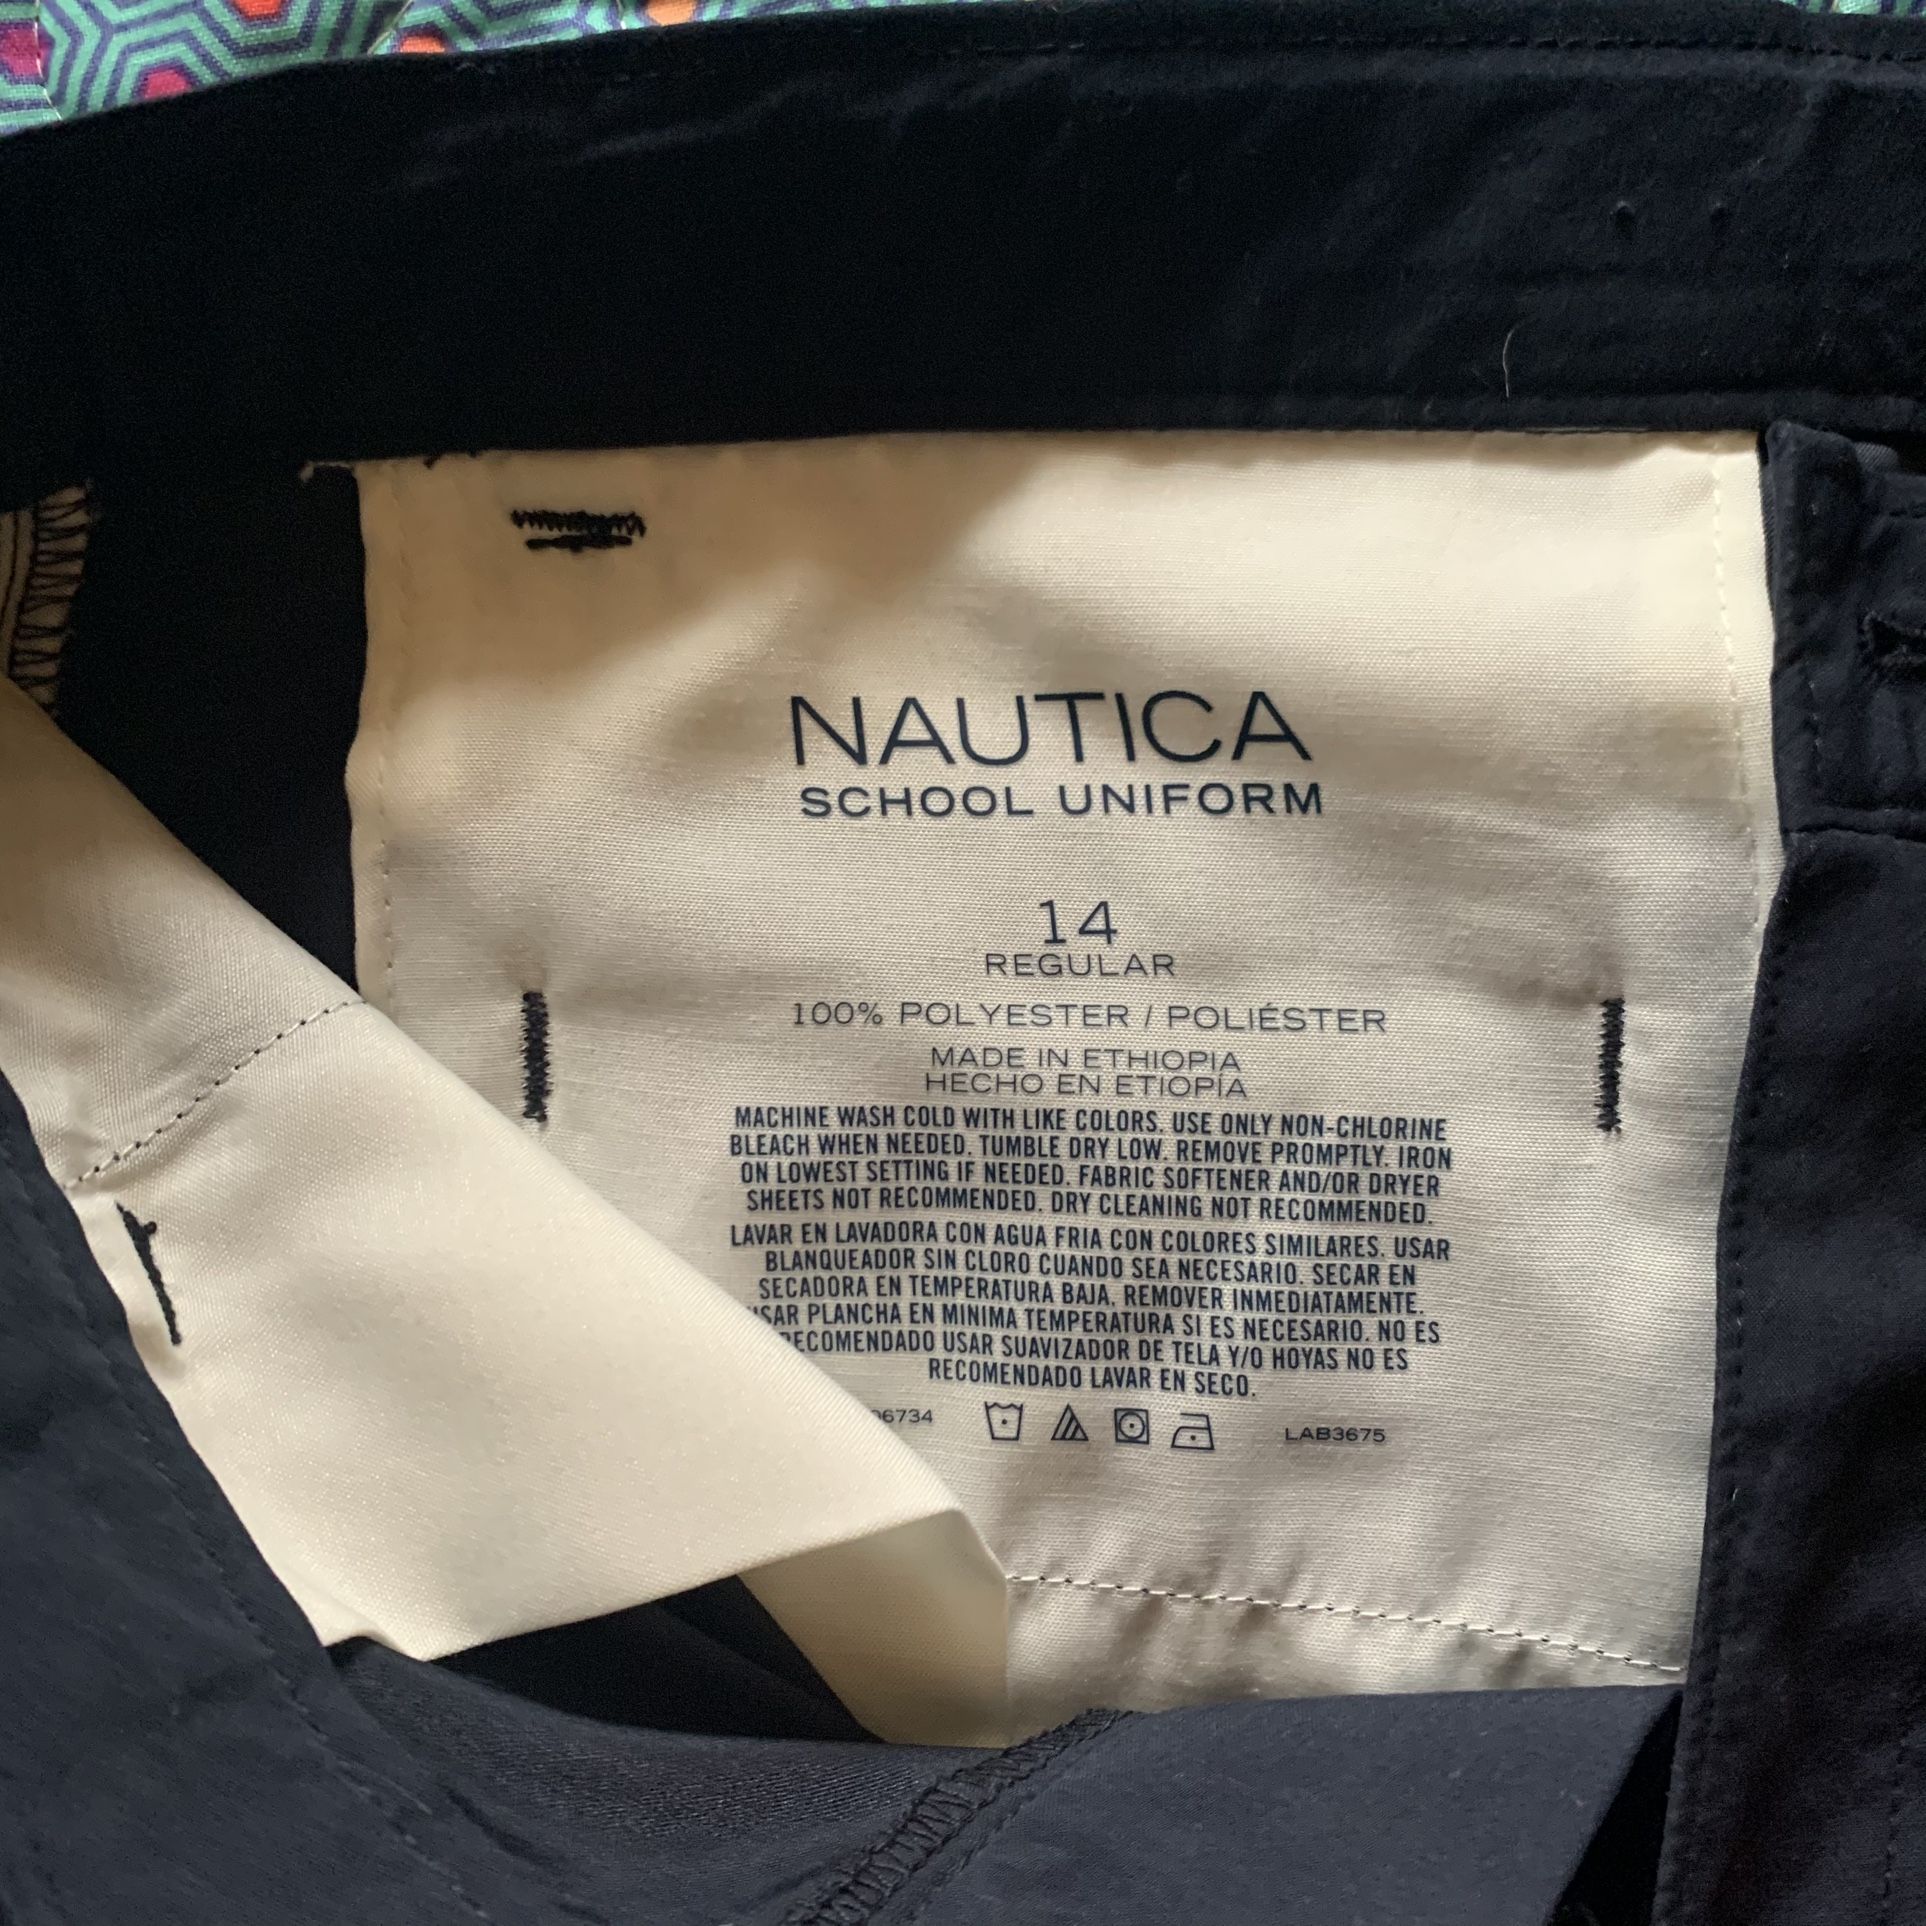 NAUTICA
SCHOOL UNIFORM
14
REGULAR
100% POLYESTER / POLIÉSTER
MADE IN ETHIOPIA
HECHO EN ETIOPÍA
MACHINE WASH COLD WITH LIKE COLORS. USE ONLY NON-CHLORINE
BLEACH WHEN NEEDED. TUMBLE DRY LOW. REMOVE PROMPTLY. IRON
ON LOWEST SETTING IF NEEDED. FABRIC SOFTENER AND/OR DRYER
SHEETS NOT RECOMMENDED. DRY CLEANING NOT RECOMMENDED.
LAVAR EN LAVADORA CON AGUA FRIA CON COLORES SIMILARES. USAR
BLANQUEADOR SIN CLORO CUANDO SEA NECESARIO. SECAR EN
SECADORA EN TEMPERATURA BAJA. REMOVER INMEDIATAMENTE.
USAR PLANCHA EN MINIMA TEMPERATURA SI ES NECESARIO. NO ES
RECOMENDADO USAR SUAVIZADOR DE TELA Y/O HOYAS NO ES
RECOMENDADO LAVAR EN SECO.
6734 LAB3675